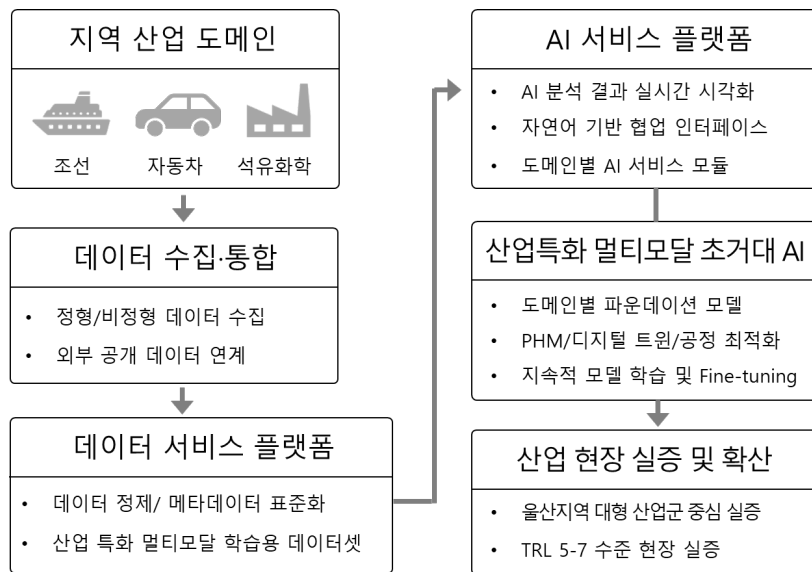 지역 산업 도메인
조선 자동차 석유화학
데이터 수집·통합
• 정형/비정형 데이터 수집
• 외부 공개 데이터 연계
데이터 서비스 플랫폼
• 데이터 정제/ 메타데이터 표준화
• 산업 특화 멀티모달 학습용 데이터셋
AI 서비스 플랫폼
• AI 분석 결과 실시간 시각화
• 자연어 기반 협업 인터페이스
• 도메인별 AI 서비스 모듈
산업특화 멀티모달 초거대 AI
• 도메인별 파운데이션 모델
• PHM/디지털 트윈/공정 최적화
• 지속적 모델 학습 및 Fine-tuning
산업 현장 실증 및 확산
• 울산지역 대형 산업군 중심 실증
• TRL 5-7 수준 현장 실증